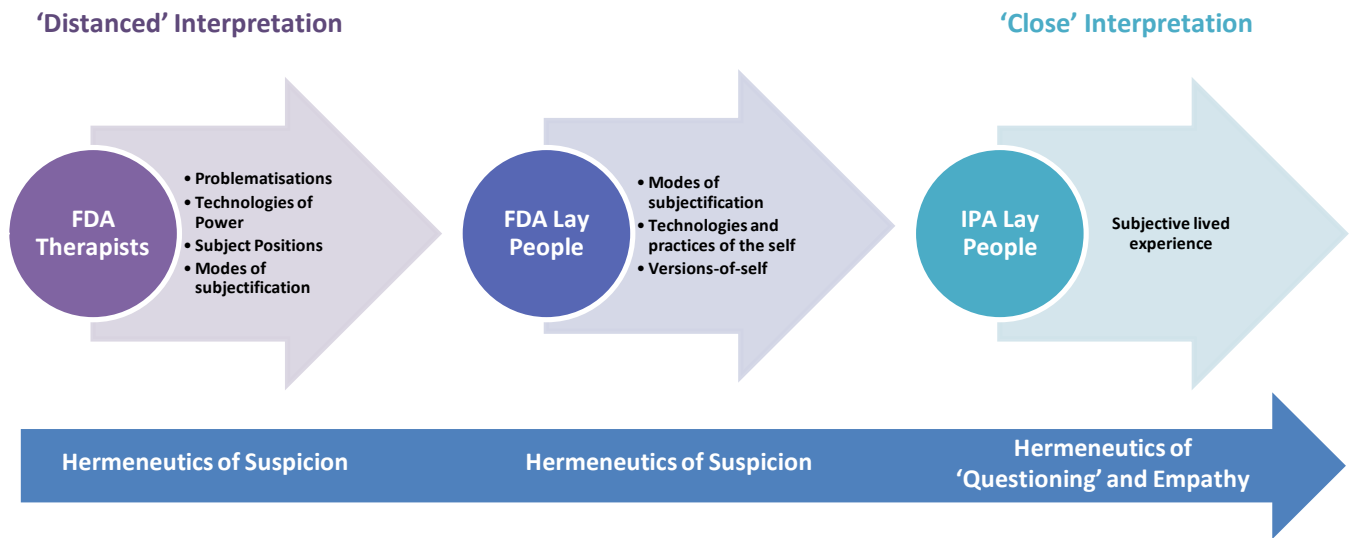 ‘Distanced’ Interpretation
‘Close’ Interpretation
FDA
Therapists
• Problematisations
• Technologies of
Power
• Subject Positions
• Modes of
subjectification
FDA Lay
People
• Modes of
subjectification
• Technologies and
practices of the self
• Versions-of-self
IPA Lay
People
Subjective lived
experience
Hermeneutics of Suspicion
Hermeneutics of Suspicion
Hermeneutics of
‘Questioning’ and Empathy